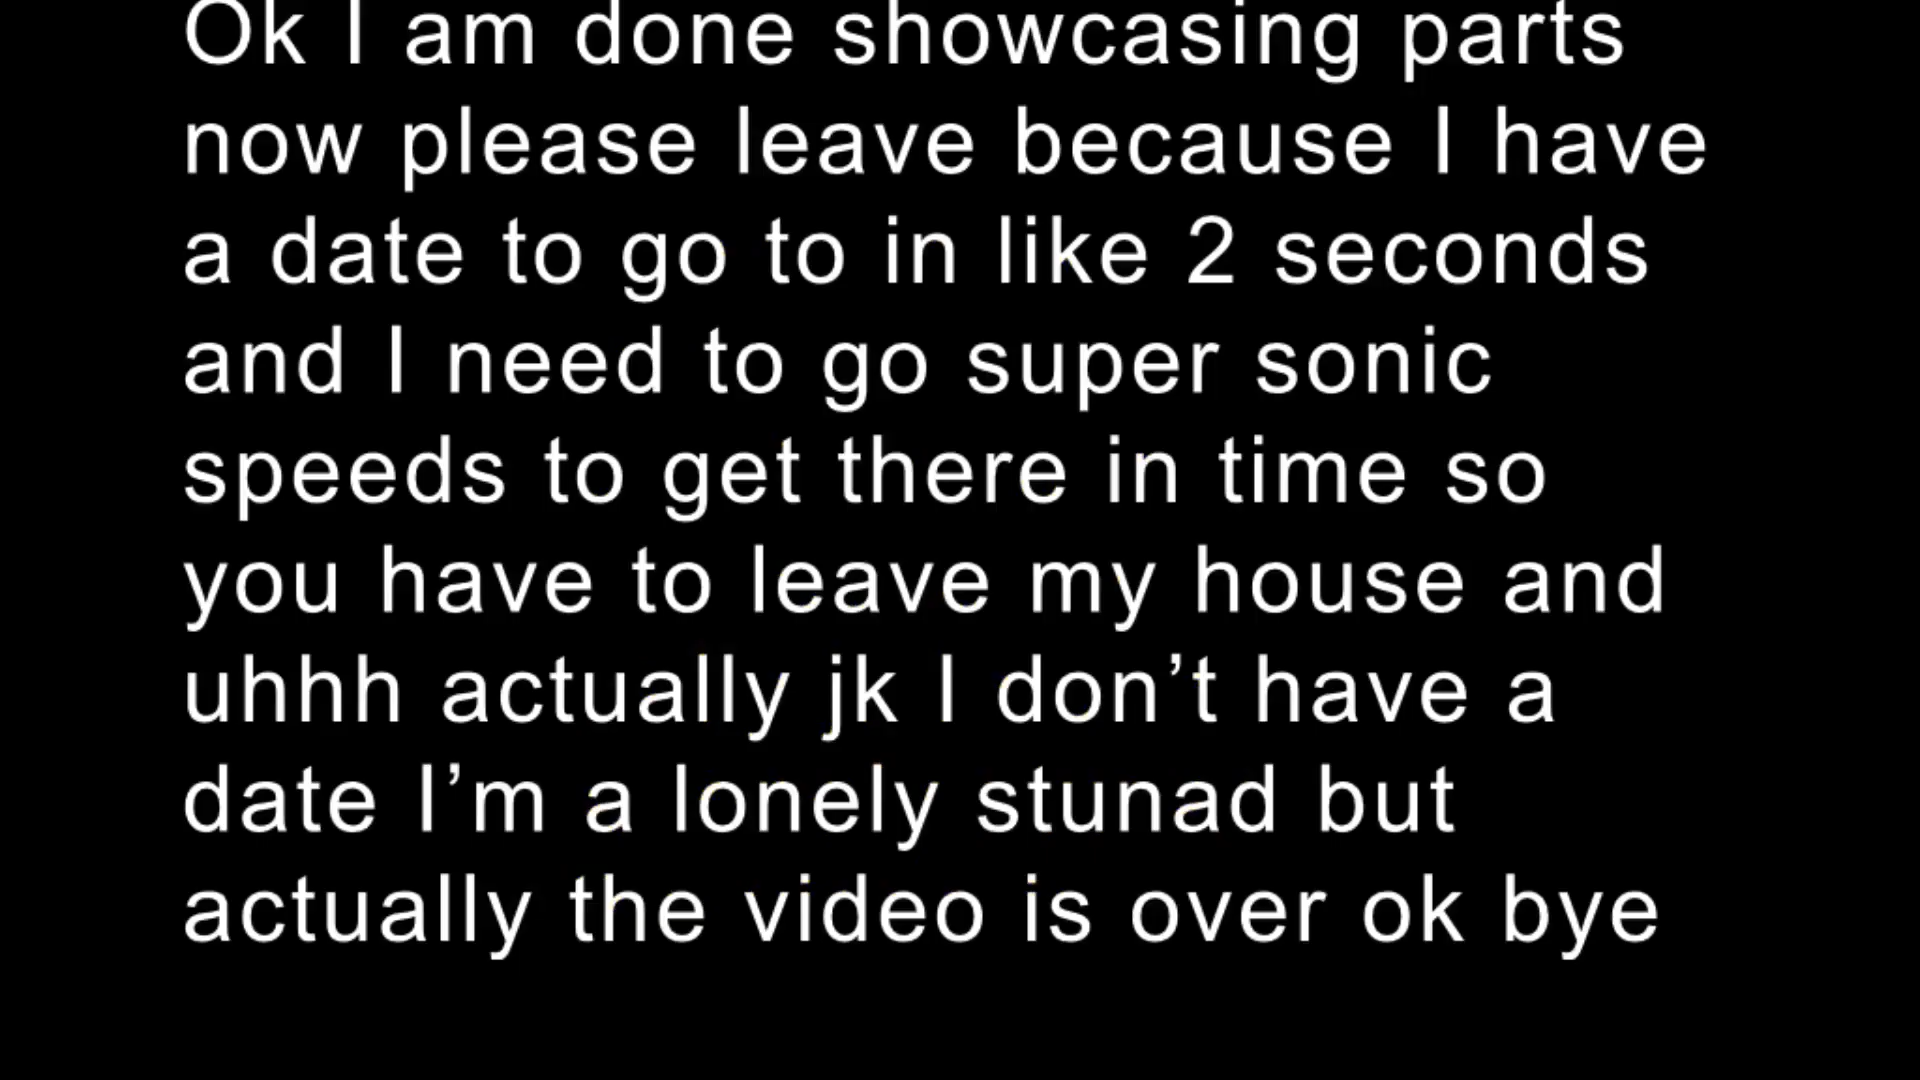 Ok I am done showcasing parts
now please leave because I have
a date to go to in like 2 seconds
and I need to go super sonic
speeds to get there in time so
you have to leave my house and
uhhh actually jk I don’t have a
date I’m a lonely stunad but
actually the video is over ok bye